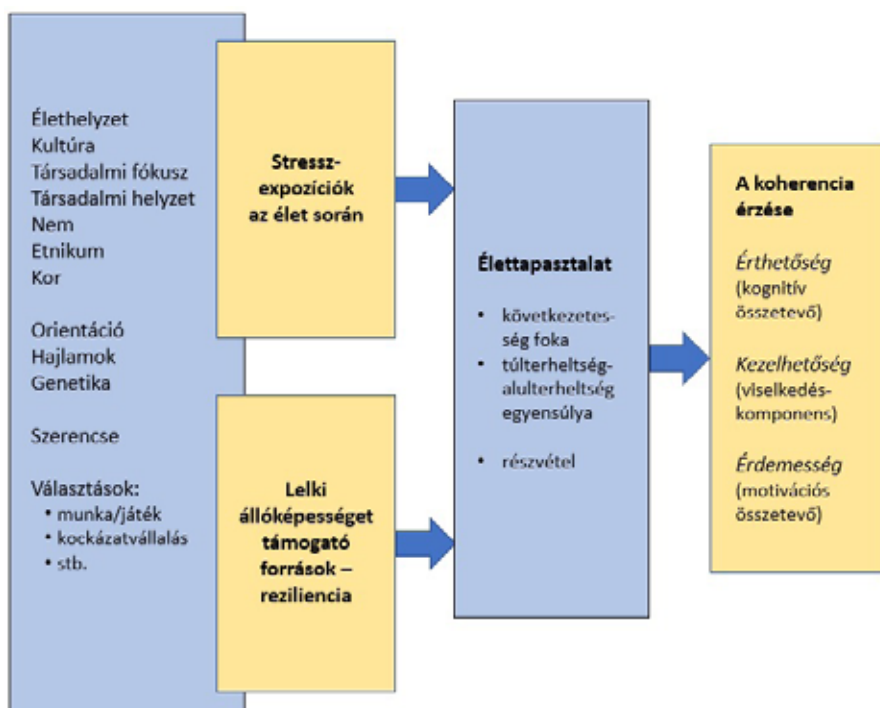 Élethelyzet
Kultúra
Társadalmi fókusz
Társadalmi helyzet
Nem
Etnikum
Kor
Orientáció
Hajlamok
Genetika
Szerencse
Választások:
• munka/játék
• kockázatvállalás
• stb.
Stressz-
expozíciók
az élet során
Lelki
állóképességet
támogató
források –
reziliencia
Élettapasztalat
• következetes-
ség foka
• túlterheltség-
alulterheltség
egyensúlya
• részvétel
A koherencia
érzése
Érthetőség
(kognitív
összetevő)
Kezelhetőség
(viselkedés-
komponens)
Érdemesség
(motivációs
összetevő)